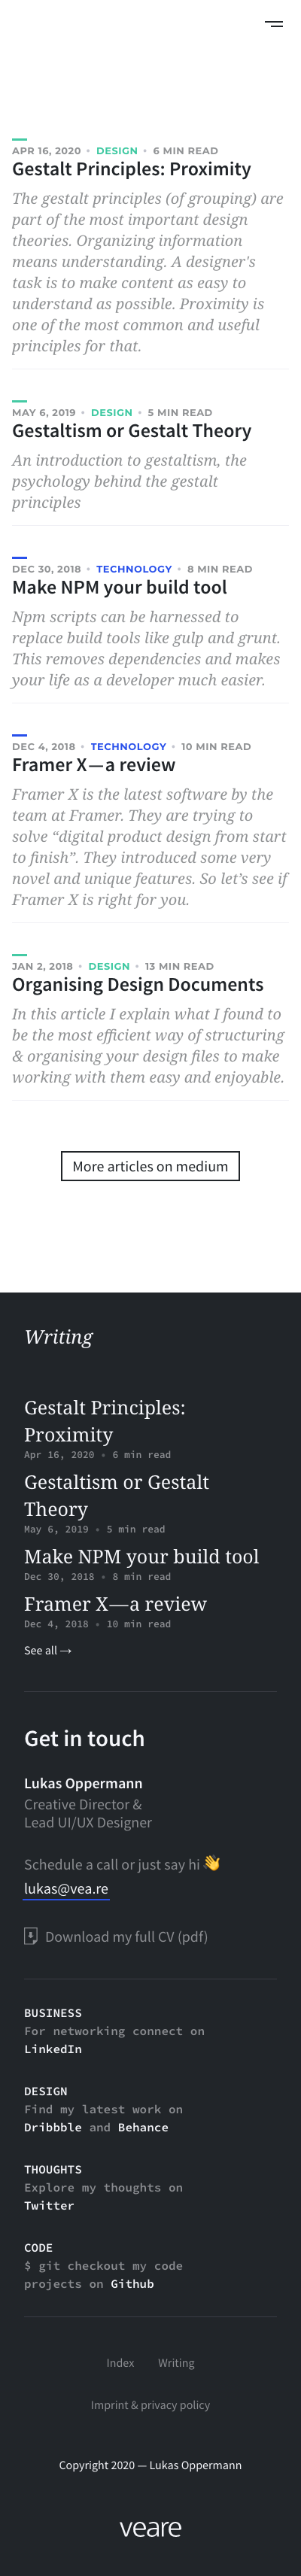 APR 16, 2020 • DESIGN • 6 MIN READ
Gestalt Principles: Proximity
The gestalt principles (of grouping) are
part of the most important design
theories. Organizing information
means understanding. A designer's
task is to make content as easy to
understand as possible. Proximity is
one of the most common and useful
principles for that.
MAY 6, 2019 • DESIGN • 5 MIN READ
Gestaltism or Gestalt Theory
An introduction to gestaltism, the
psychology behind the gestalt
principles
DEC 30, 2018 • TECHNOLOGY • 8 MIN READ
Make NPM your build tool
Npm scripts can be harnessed to
replace build tools like gulp and grunt.
This removes dependencies and makes
your life as a developer much easier.
DEC 4, 2018 • TECHNOLOGY • 10 MIN READ
Framer X—a review
Framer X is the latest software by the
team at Framer. They are trying to
solve “digital product design from start
to finish”. They introduced some very
novel and unique features. So let’s see if
Framer X is right for you.
JAN 2, 2018 • DESIGN • 13 MIN READ
Organising Design Documents
In this article I explain what I found to
be the most efficient way of structuring
& organising your design files to make
working with them easy and enjoyable.
More articles on medium
Writing
Gestalt Principles:
Proximity
Apr 16, 2020 • 6 min read
Gestaltism or Gestalt
Theory
May 6, 2019 • 5 min read
Make NPM your build tool
Dec 30, 2018 • 8 min read
Framer X—a review
Dec 4, 2018 • 10 min read
See all →
Get in touch
Lukas Oppermann
Creative Director &
Lead UI/UX Designer
Schedule a call or just say hi 👋
lukas@vea.re
Download my full CV (pdf)
BUSINESS
For networking connect on
LinkedIn
DESIGN
Find my latest work on
Dribbble and Behance
THOUGHTS
Explore my thoughts on
Twitter
CODE
$ git checkout my code
projects on Github
Index Writing
Imprint & privacy policy
Copyright 2020 — Lukas Oppermann
veare